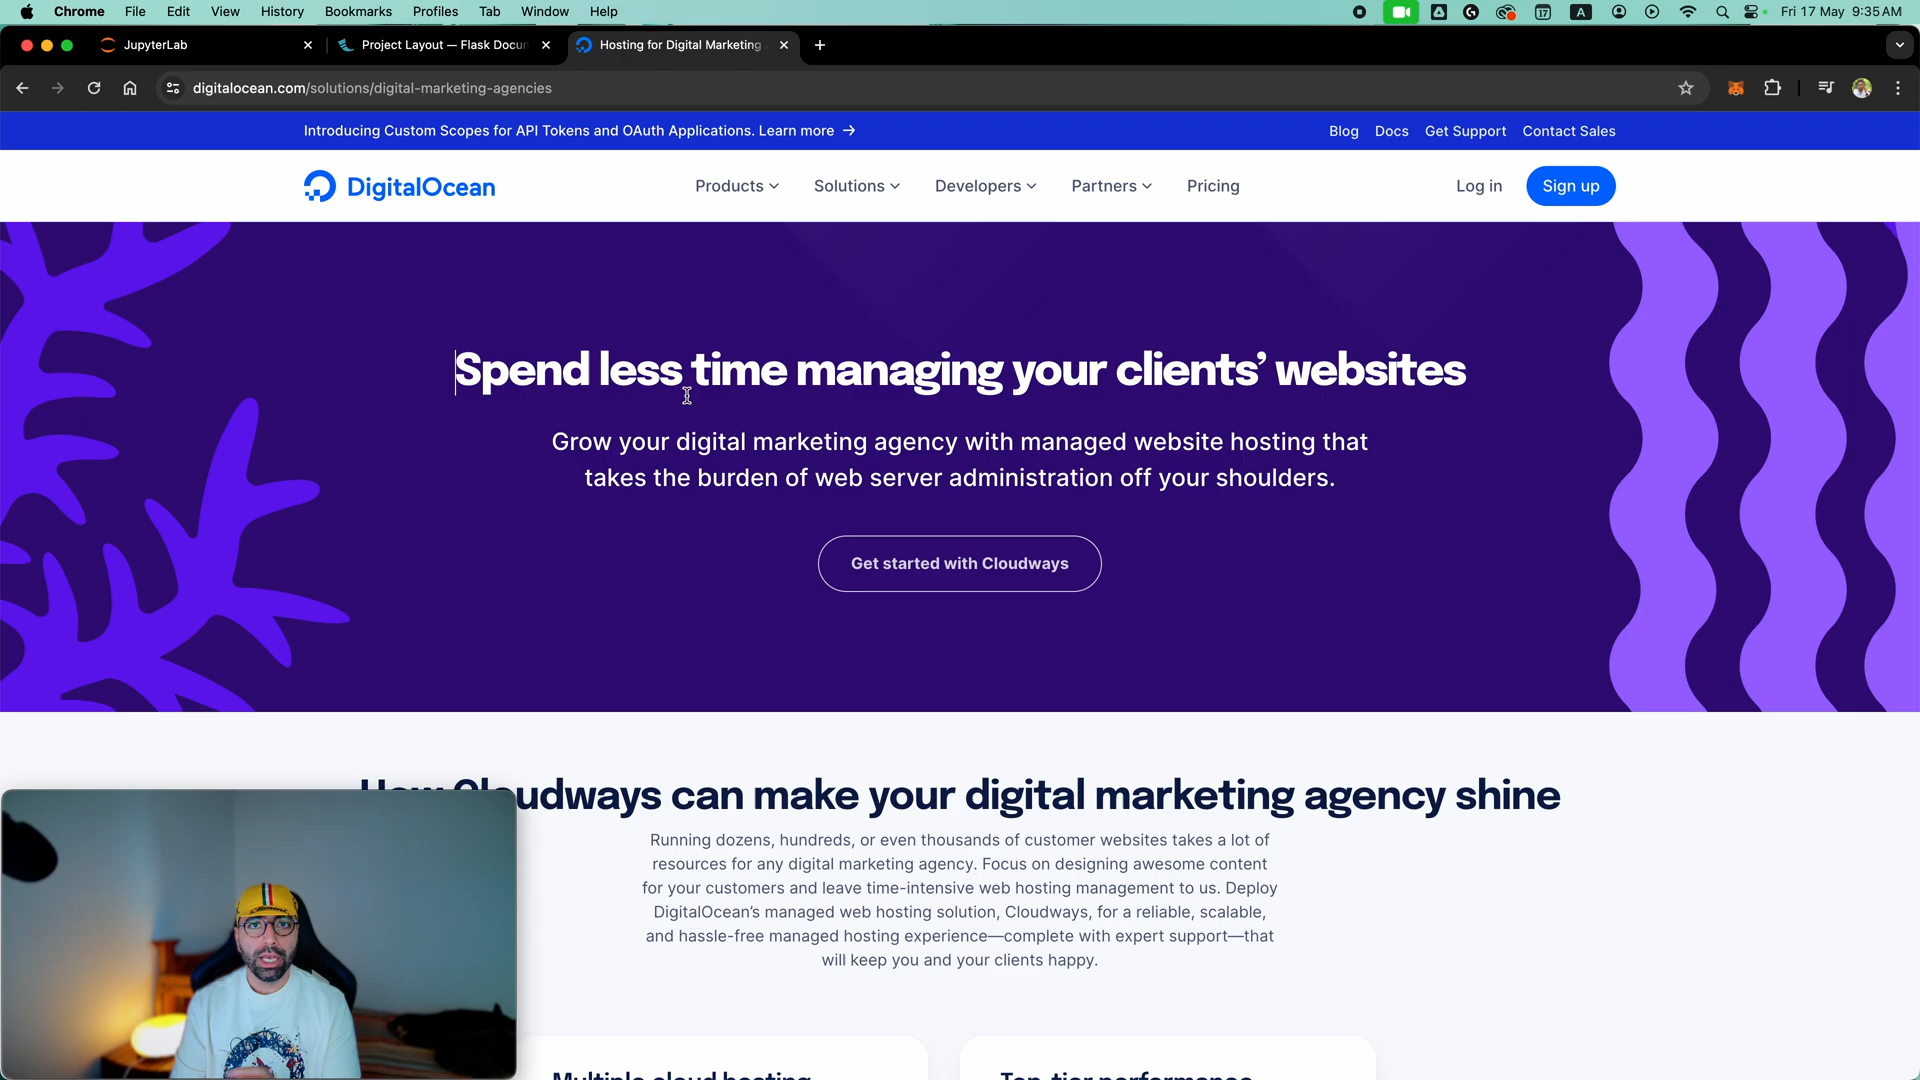 Chrome File Edit View History Bookmarks Profiles Tab Window Help
17 A Fri 17 May 9:35 AM
JupyterLab
Project Layout — Flask Docun
Hosting for Digital Marketing
digitalocean.com/solutions/digital-marketing-agencies
Introducing Custom Scopes for API Tokens and OAuth Applications. Learn more →
Blog Docs Get Support Contact Sales
DigitalOcean
Products Solutions Developers Partners Pricing
Log in Sign up
Spend less time managing your clients’ websites
Grow your digital marketing agency with managed website hosting that
takes the burden of web server administration off your shoulders.
Get started with Cloudways
How Cloudways can make your digital marketing agency shine
Running dozens, hundreds, or even thousands of customer websites takes a lot of
resources for any digital marketing agency. Focus on designing awesome content
for your customers and leave time-intensive web hosting management to us. Deploy
DigitalOcean’s managed web hosting solution, Cloudways, for a reliable, scalable,
and hassle-free managed hosting experience—complete with expert support—that
will keep you and your clients happy.
Multiple cloud hosting
Top-tier performance